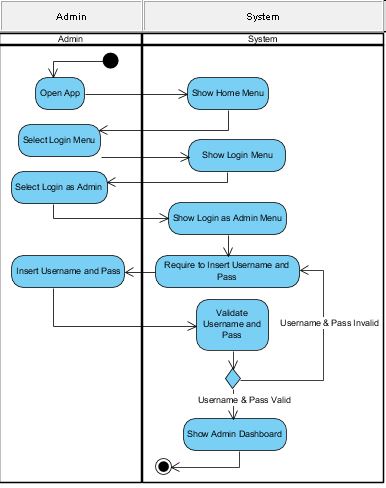 Admin
System
Admin
System
Open App
Show Home Menu
Select Login Menu
Show Login Menu
Select Login as Admin
Show Login as Admin Menu
Insert Username and Pass
Require to Insert Username and
Pass
Validate
Username and
Pass
Username & Pass Invalid
Username & Pass Valid
Show Admin Dashboard